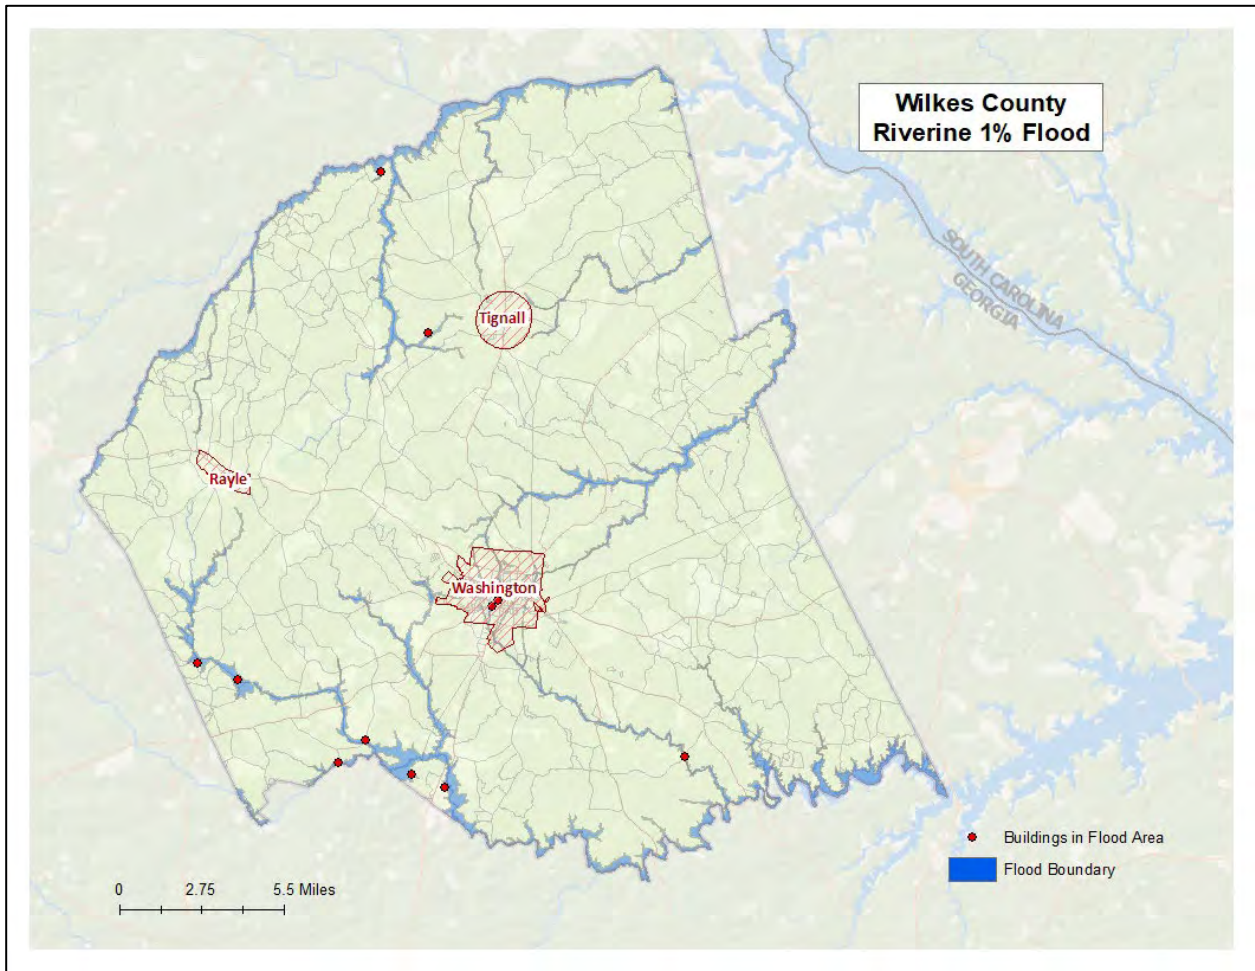 Wilkes County
Riverine 1% Flood
SOUTH CAROLINA
GEORGIA
Tignall
Rayle
Washington
Buildings in Flood Area
Flood Boundary
0 2.75 5.5 Miles